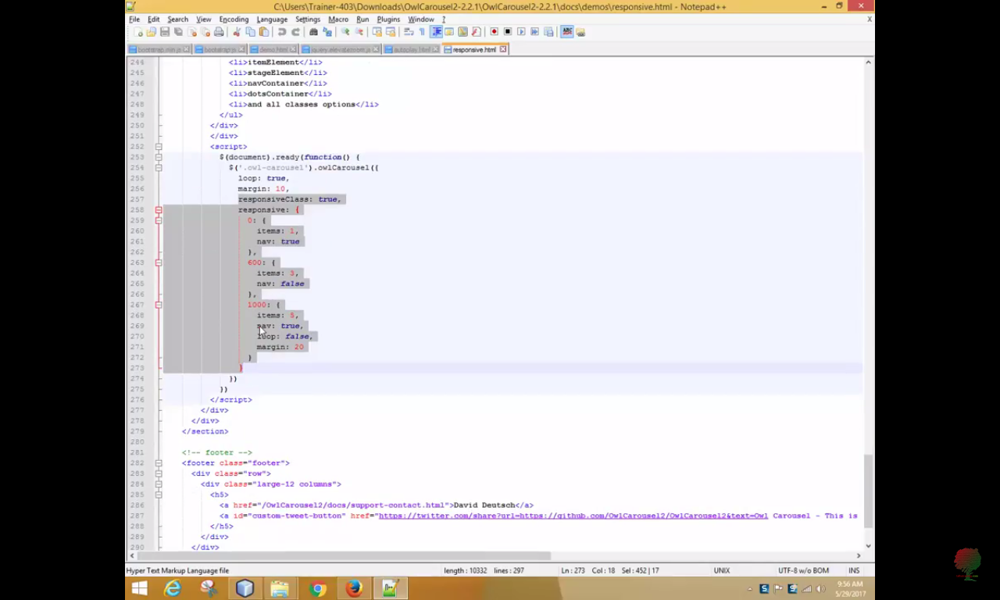 C:\Users\Trainer-403\Downloads\OwlCarousel2-2.2.1\OwlCarousel2-2.2.1\docs\demos\responsive.html - Notepad++
File Edit Search View Encoding Language Settings Macro Run Plugins Window ?
bootstrap.min.js bootstrap.js demo.html jquery.elevatezoom.js autoplay.html responsive.html
244 <li>itemElement</li>
245 <li>stageElement</li>
246 <li>navContainer</li>
247 <li>dotsContainer</li>
248 <li>and all classes options</li>
249 </ul>
250 </div>
251 </div>
252 <script>
253 $(document).ready(function() {
254 $('.owl-carousel').owlCarousel({
255 loop: true,
256 margin: 10,
257 responsiveClass: true,
258 responsive: {
259 0: {
260 items: 1,
261 nav: true
262 },
263 600: {
264 items: 3,
265 nav: false
266 },
267 1000: {
268 items: 5,
269 nav: true,
270 loop: false,
271 margin: 20
272 }
273 }
274 })
275 })
276 </script>
277 </div>
278 </div>
279 </section>
280
281 <!-- footer -->
282 <footer class="footer">
283 <div class="row">
284 <div class="large-12 columns">
285 <h5>
286 <a href="/OwlCarousel2/docs/support-contact.html">David Deutsch</a>
287 <a id="custom-tweet-button" href="https://twitter.com/share?url=https://github.com/OwlCarousel2/OwlCarousel2&text=Owl Carousel - This is
288 </h5>
289 </div>
290 </div>
Hyper Text Markup Language file length : 10332 lines : 297 Ln : 273 Col : 18 Sel : 452 | 17 UNIX UTF-8 w/o BOM INS
9:56 AM
5/29/2017